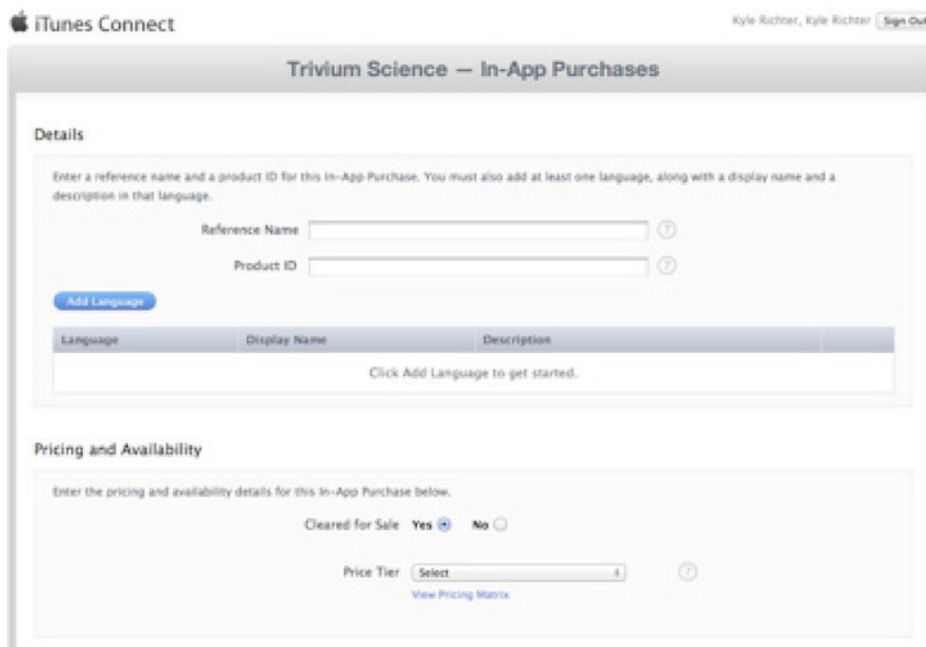 iTunes Connect
Kyle Richter, Kyle Richter Sign Out
Trivium Science — In-App Purchases
Details
Enter a reference name and a product ID for this In-App Purchase. You must also add at least one language, along with a display name and a
description in that language.
Reference Name ?
Product ID ?
Add Language
Language Display Name Description
Click Add Language to get started.
Pricing and Availability
Enter the pricing and availability details for this In-App Purchase below.
Cleared for Sale Yes No
Price Tier Select ?
View Pricing Matrix